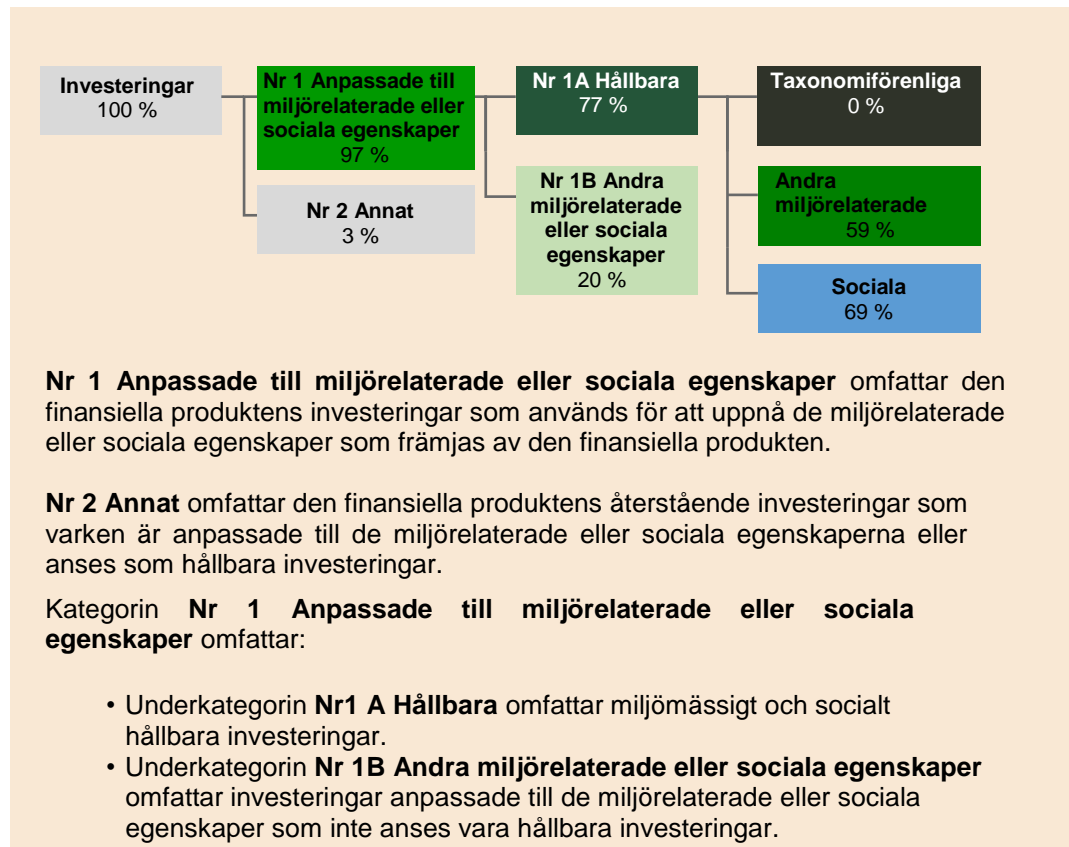 Investeringar
100 %
Nr 1 Anpassade till
miljörelaterade eller
sociala egenskaper
97 %
Nr 2 Annat
3 %
Nr 1A Hållbara
77 %
Nr 1B Andra
miljörelaterade
eller sociala
egenskaper
20 %
Taxonomiförenliga
0 %
Andra
miljörelaterade
59 %
Sociala
69 %
Nr 1 Anpassade till miljörelaterade eller sociala egenskaper omfattar den
finansiella produktens investeringar som används för att uppnå de miljörelaterade
eller sociala egenskaper som främjas av den finansiella produkten.
Nr 2 Annat omfattar den finansiella produktens återstående investeringar som
varken är anpassade till de miljörelaterade eller sociala egenskaperna eller
anses som hållbara investeringar.
Kategorin Nr 1 Anpassade till miljörelaterade eller sociala
egenskaper omfattar:
• Underkategorin Nr1 A Hållbara omfattar miljömässigt och socialt
hållbara investeringar.
• Underkategorin Nr 1B Andra miljörelaterade eller sociala egenskaper
omfattar investeringar anpassade till de miljörelaterade eller sociala
egenskaper som inte anses vara hållbara investeringar.